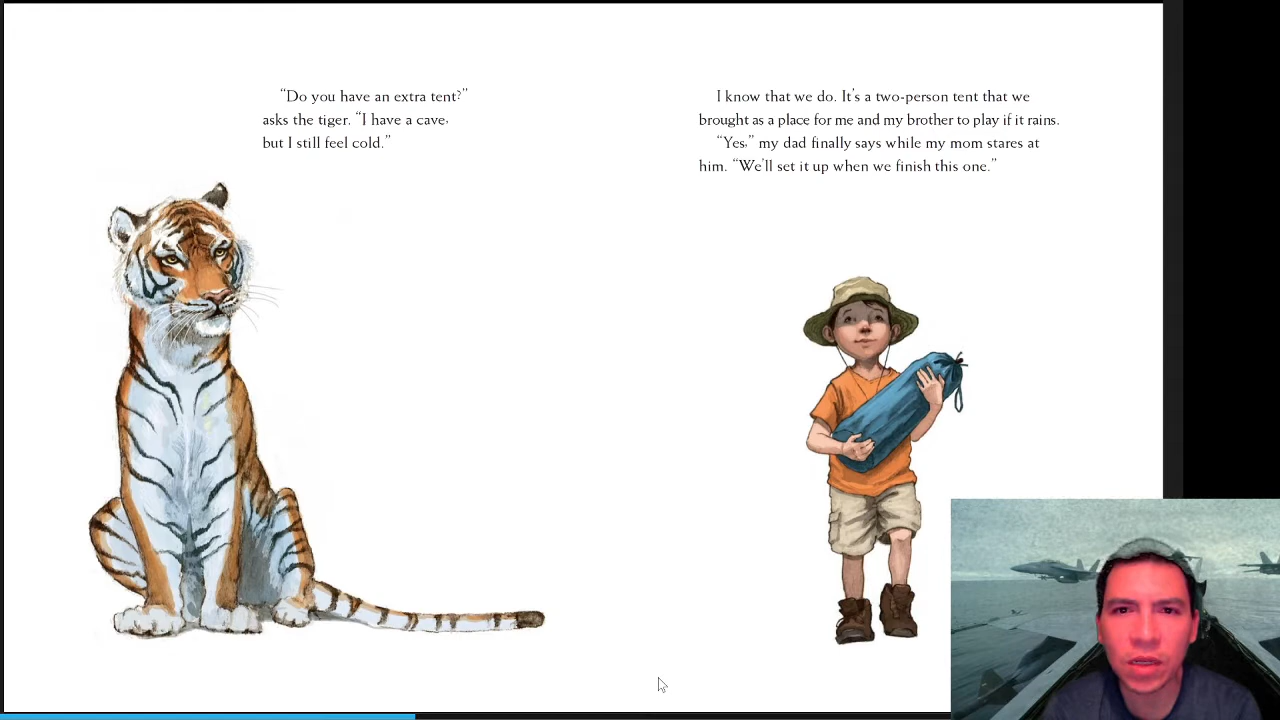 “Do you have an extra tent?”
asks the tiger. “I have a cave,
but I still feel cold.”
I know that we do. It’s a two-person tent that we
brought as a place for me and my brother to play if it rains.
“Yes,” my dad finally says while my mom stares at
him. “We’ll set it up when we finish this one.”